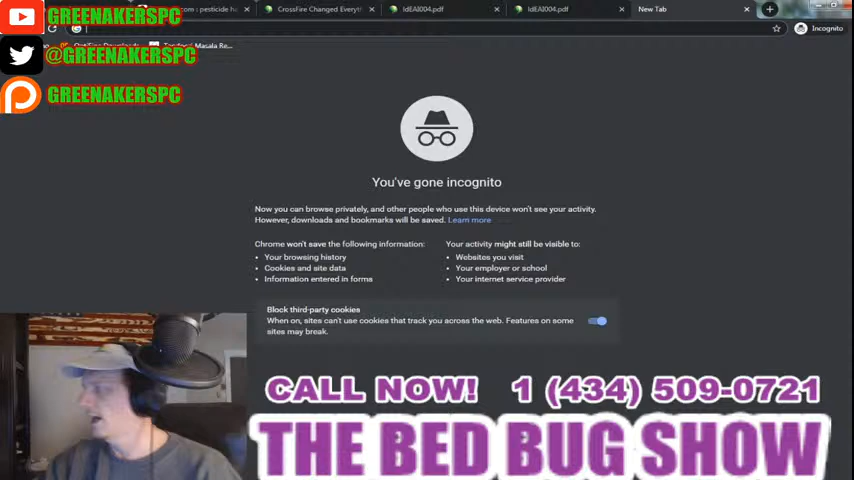 GREENAKERSPC
@GREENAKERSPC
GREENAKERSPC
.com : pesticide h
CrossFire Changed Everyth
IdEAI004.pdf
IdEAI004.pdf
New Tab
Incognito
You've gone incognito
Now you can browse privately, and other people who use this device won't see your activity.
However, downloads and bookmarks will be saved. Learn more
Chrome won't save the following information:
Your browsing history
Cookies and site data
Information entered in forms
Your activity might still be visible to:
Websites you visit
Your employer or school
Your internet service provider
Block third-party cookies
When on, sites can't use cookies that track you across the web. Features on some
sites may break.
CALL NOW! 1 (434) 509-0721
THE BED BUG SHOW